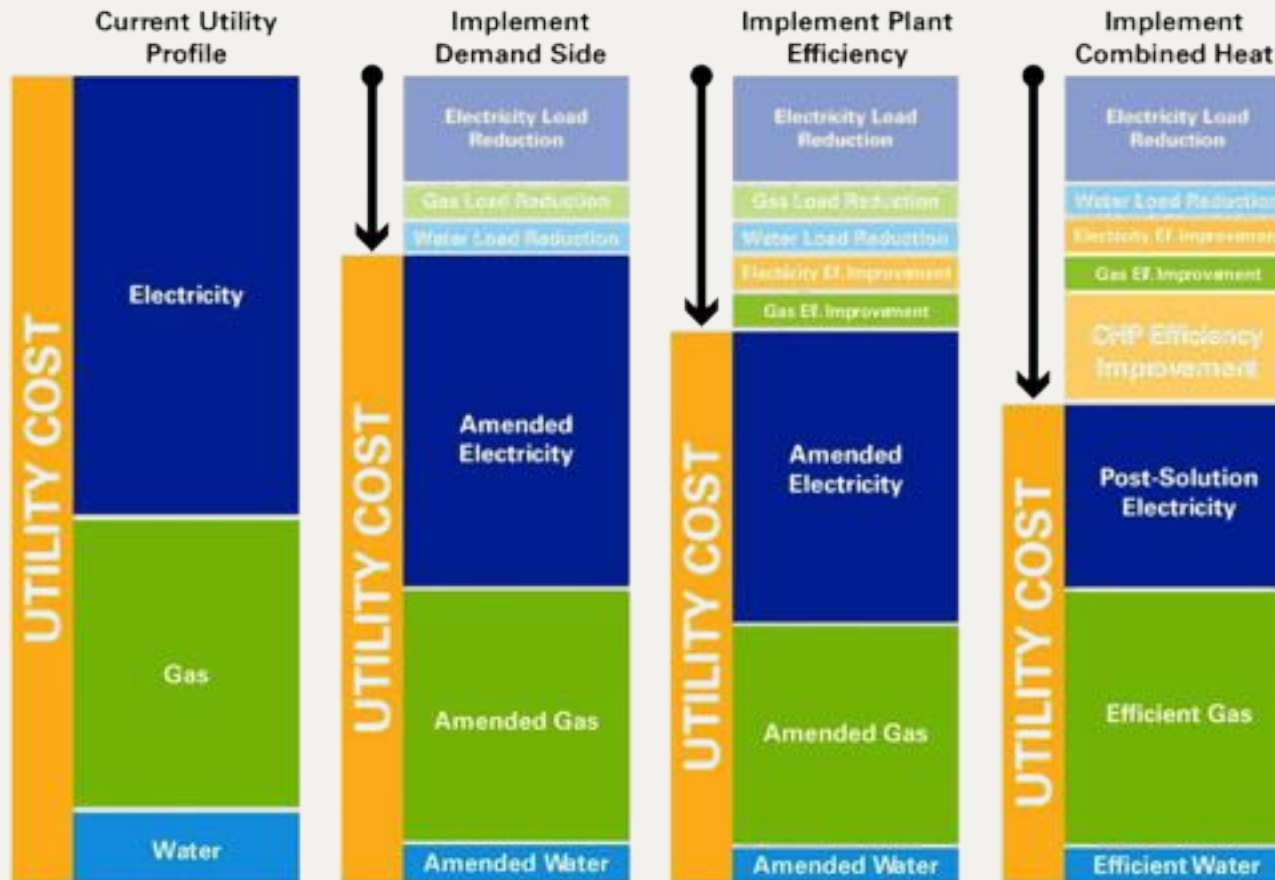 Current Utility
Profile
UTILITY COST
Electricity
Gas
Water
Implement
Demand Side
Electricity Load
Reduction
Gas Load Reduction
Water Load Reduction
UTILITY COST
Amended
Electricity
Amended Gas
Amended Water
Implement Plant
Efficiency
Electricity Load
Reduction
Gas Load Reduction
Water Load Reduction
Electricity Ef. Improvement
Gas Ef. Improvement
UTILITY COST
Amended
Electricity
Amended Gas
Amended Water
Implement
Combined Heat
Electricity Load
Reduction
Water Load Reduction
Electricity Ef. Improvement
Gas Ef. Improvement
CHP Efficiency
Improvement
UTILITY COST
Post-Solution
Electricity
Efficient Gas
Efficient Water